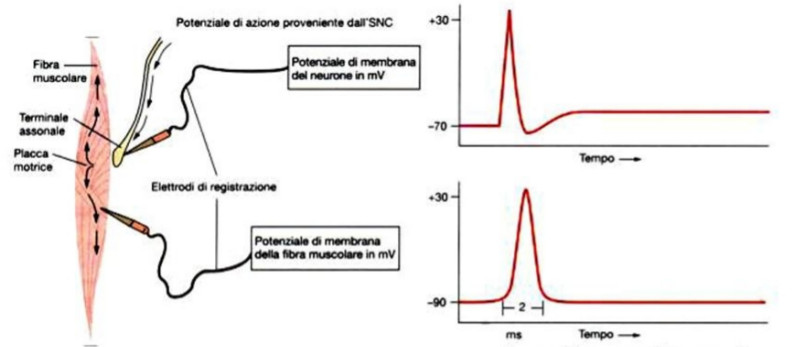 Potenziale di azione proveniente dall'SNC
Fibra
muscolare
Terminale
assonale
Placca
motrice
Potenziale di membrana
del neurone in mV
Elettrodi di registrazione
Potenziale di membrana
della fibra muscolare in mV
+30
-70
Tempo
+30
-90
2
ms
Tempo